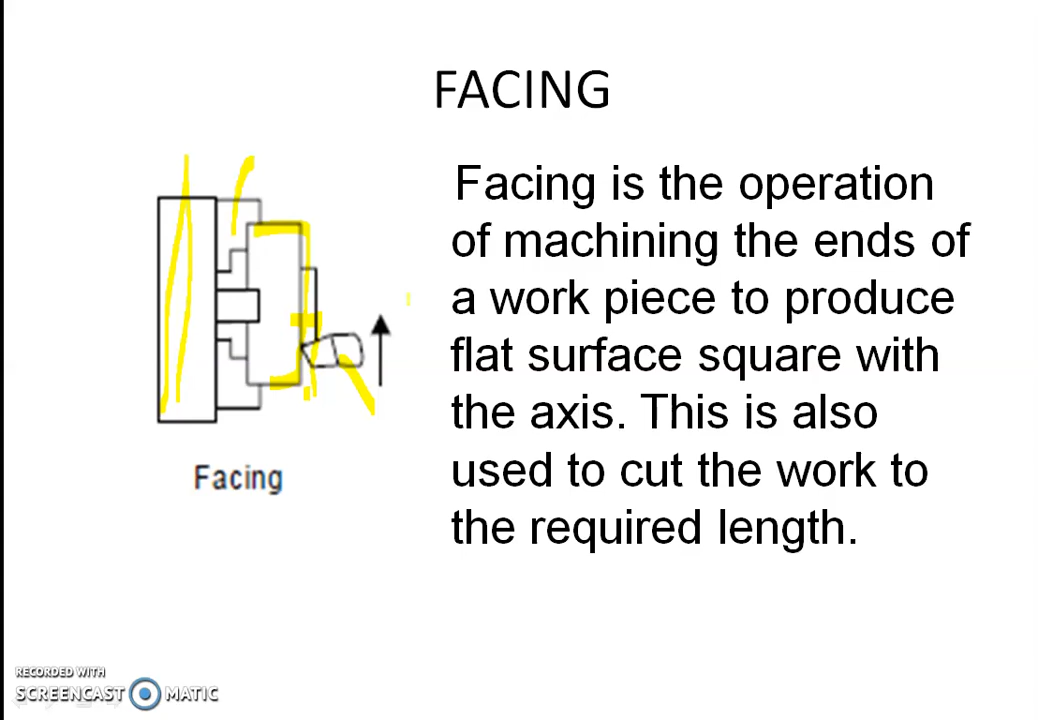 FACING
Facing is the operation
of machining the ends of
a work piece to produce
flat surface square with
the axis. This is also
used to cut the work to
the required length.
Facing
RECORDED WITH
SCREENCAST MATIC